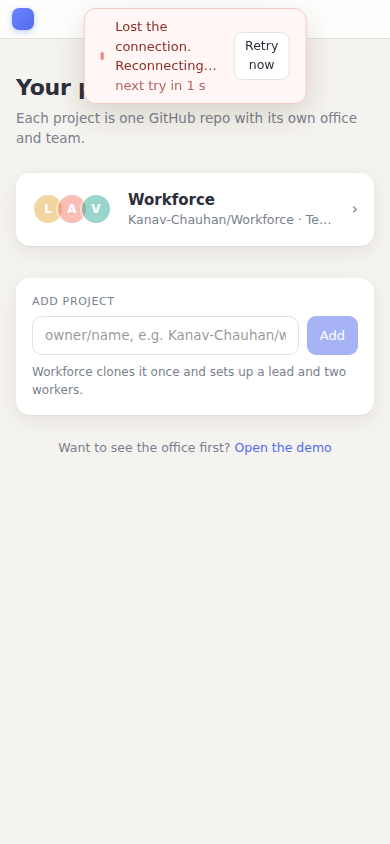 Lost the
connection.
Reconnecting...
next try in 1 s
Retry
now
Your
Each project is one GitHub repo with its own office
and team.
L A V
Workforce
Kanav-Chauhan/Workforce · Te...
›
ADD PROJECT
owner/name, e.g. Kanav-Chauhan/w
Add
Workforce clones it once and sets up a lead and two
workers.
Want to see the office first? Open the demo